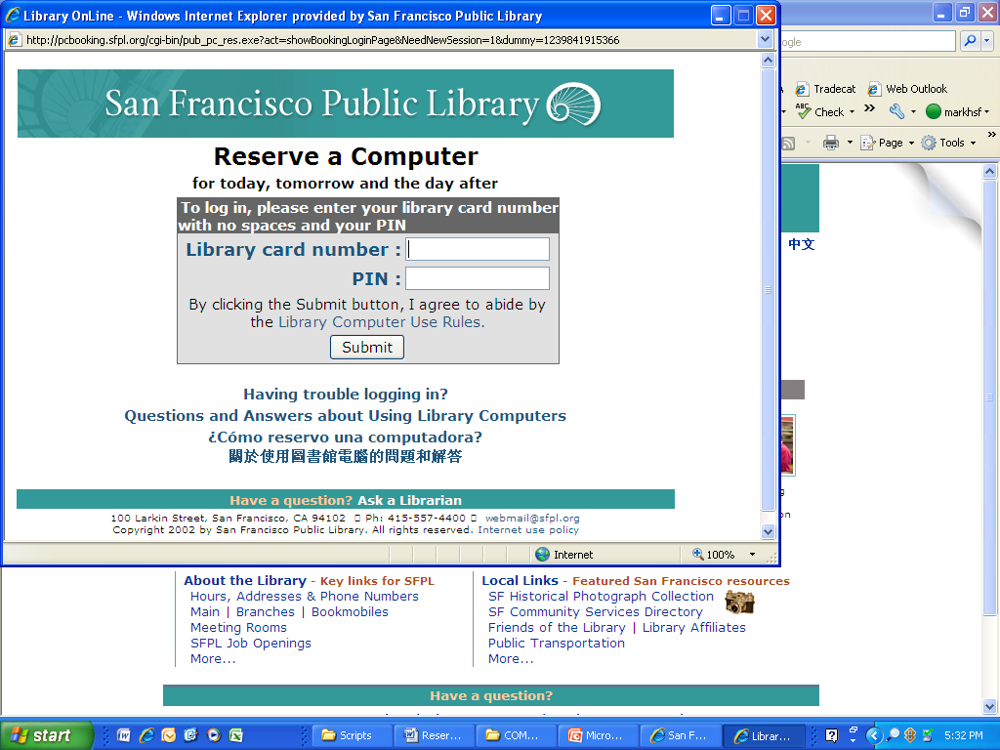 Library OnLine - Windows Internet Explorer provided by San Francisco Public Library
http://pcbooking.sfpl.org/cgi-bin/pub_pc_res.exe?act=showBookingLoginPage&NeedNewSession=1&dummy=1239841915366
ogle
Tradecat Web Outlook
ABC Check markhsf
Page Tools
San Francisco Public Library
中文
Reserve a Computer
for today, tomorrow and the day after
To log in, please enter your library card number
with no spaces and your PIN
Library card number :
PIN :
By clicking the Submit button, I agree to abide by
the Library Computer Use Rules.
Submit
Having trouble logging in?
Questions and Answers about Using Library Computers
¿Cómo reservo una computadora?
關於使用圖書館電腦的問題和解答
Have a question? Ask a Librarian
100 Larkin Street, San Francisco, CA 94102 Ph: 415-557-4400 webmail@sfpl.org
Copyright 2002 by San Francisco Public Library. All rights reserved. Internet use policy
Internet 100%
About the Library - Key links for SFPL
Hours, Addresses & Phone Numbers
Main | Branches | Bookmobiles
Meeting Rooms
SFPL Job Openings
More...
Local Links - Featured San Francisco resources
SF Historical Photograph Collection
SF Community Services Directory
Friends of the Library | Library Affiliates
Public Transportation
More...
Have a question?
start Scripts Reser... COM... Micro... San F... Librar... 5:32 PM